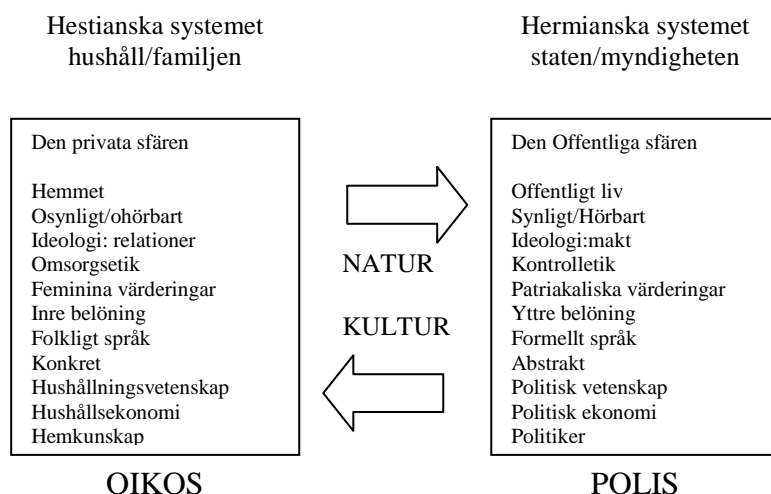 Hestianska systemet
hushåll/familjen
Hermianska systemet
staten/myndigheten
Den privata sfären
Hemmet
Osynligt/ohörbart
Ideologi: relationer
Omsorgsetik
Feminina värderingar
Inre belöning
Folkligt språk
Konkret
Hushållningsvetenskap
Hushållsekonomi
Hemkunskap
OIKOS
NATUR
KULTUR
Den Offentliga sfären
Offentligt liv
Synligt/Hörbart
Ideologi:makt
Kontrolletik
Patriakaliska värderingar
Yttre belöning
Formellt språk
Abstrakt
Politisk vetenskap
Politisk ekonomi
Politiker
POLIS